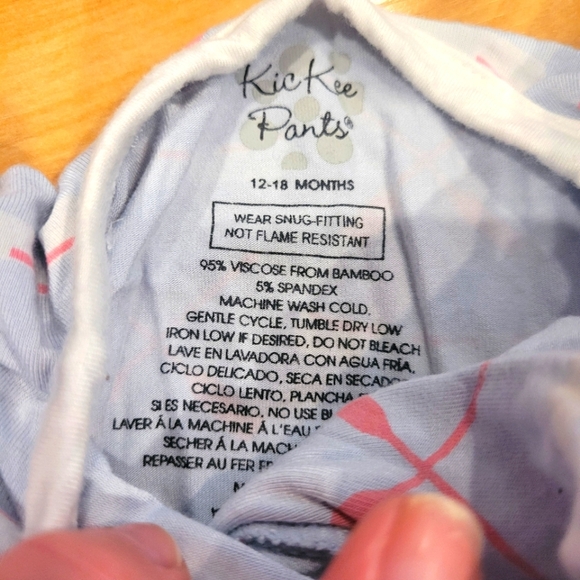 KicKee
Pants®
12-18 MONTHS
WEAR SNUG-FITTING
NOT FLAME RESISTANT
95% VISCOSE FROM BAMBOO
5% SPANDEX
MACHINE WASH COLD.
GENTLE CYCLE, TUMBLE DRY LOW
IRON LOW IF DESIRED, DO NOT BLEACH
LAVE EN LAVADORA CON AGUA FRÍA,
CICLO DELICADO, SECA EN
CICLO LENTO, PLANCHA
SI ES NECESARIO, NO USE
LAVER À LA MACHINE À L'EAU
SÉCHER À LA
REPASSER AU FER